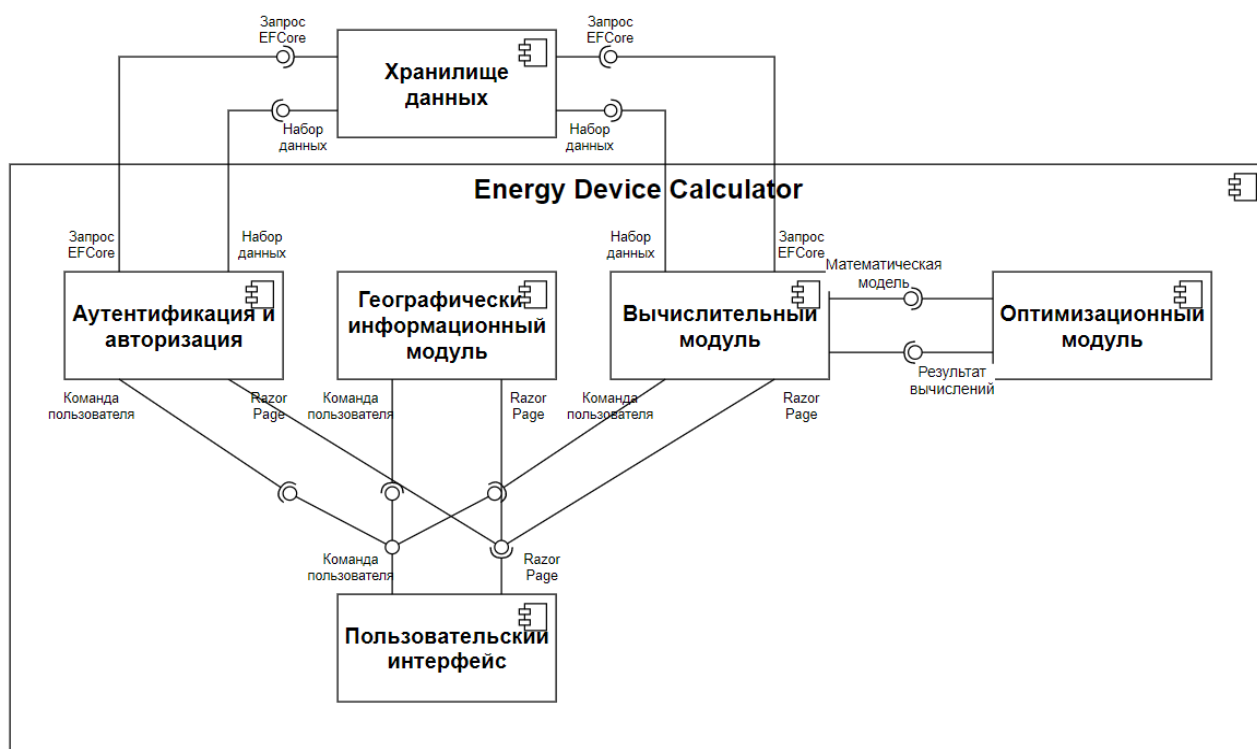 Запрос
EFCore
Запрос
EFCore
Хранилище
данных
Набор
данных
Набор
данных
Energy Device Calculator
Запрос
EFCore
Набор
данных
Набор
данных
Запрос
EFCore
Аутентификация и
авторизация
Географически
информационный
модуль
Вычислительный
модуль
Математическая
модель
Оптимизационный
модуль
Результат
вычислений
Команда
пользователя
Razor
Page
Команда
пользователя
Razor
Page
Команда
пользователя
Razor
Page
Команда
пользователя
Razor
Page
Пользовательский
интерфейс